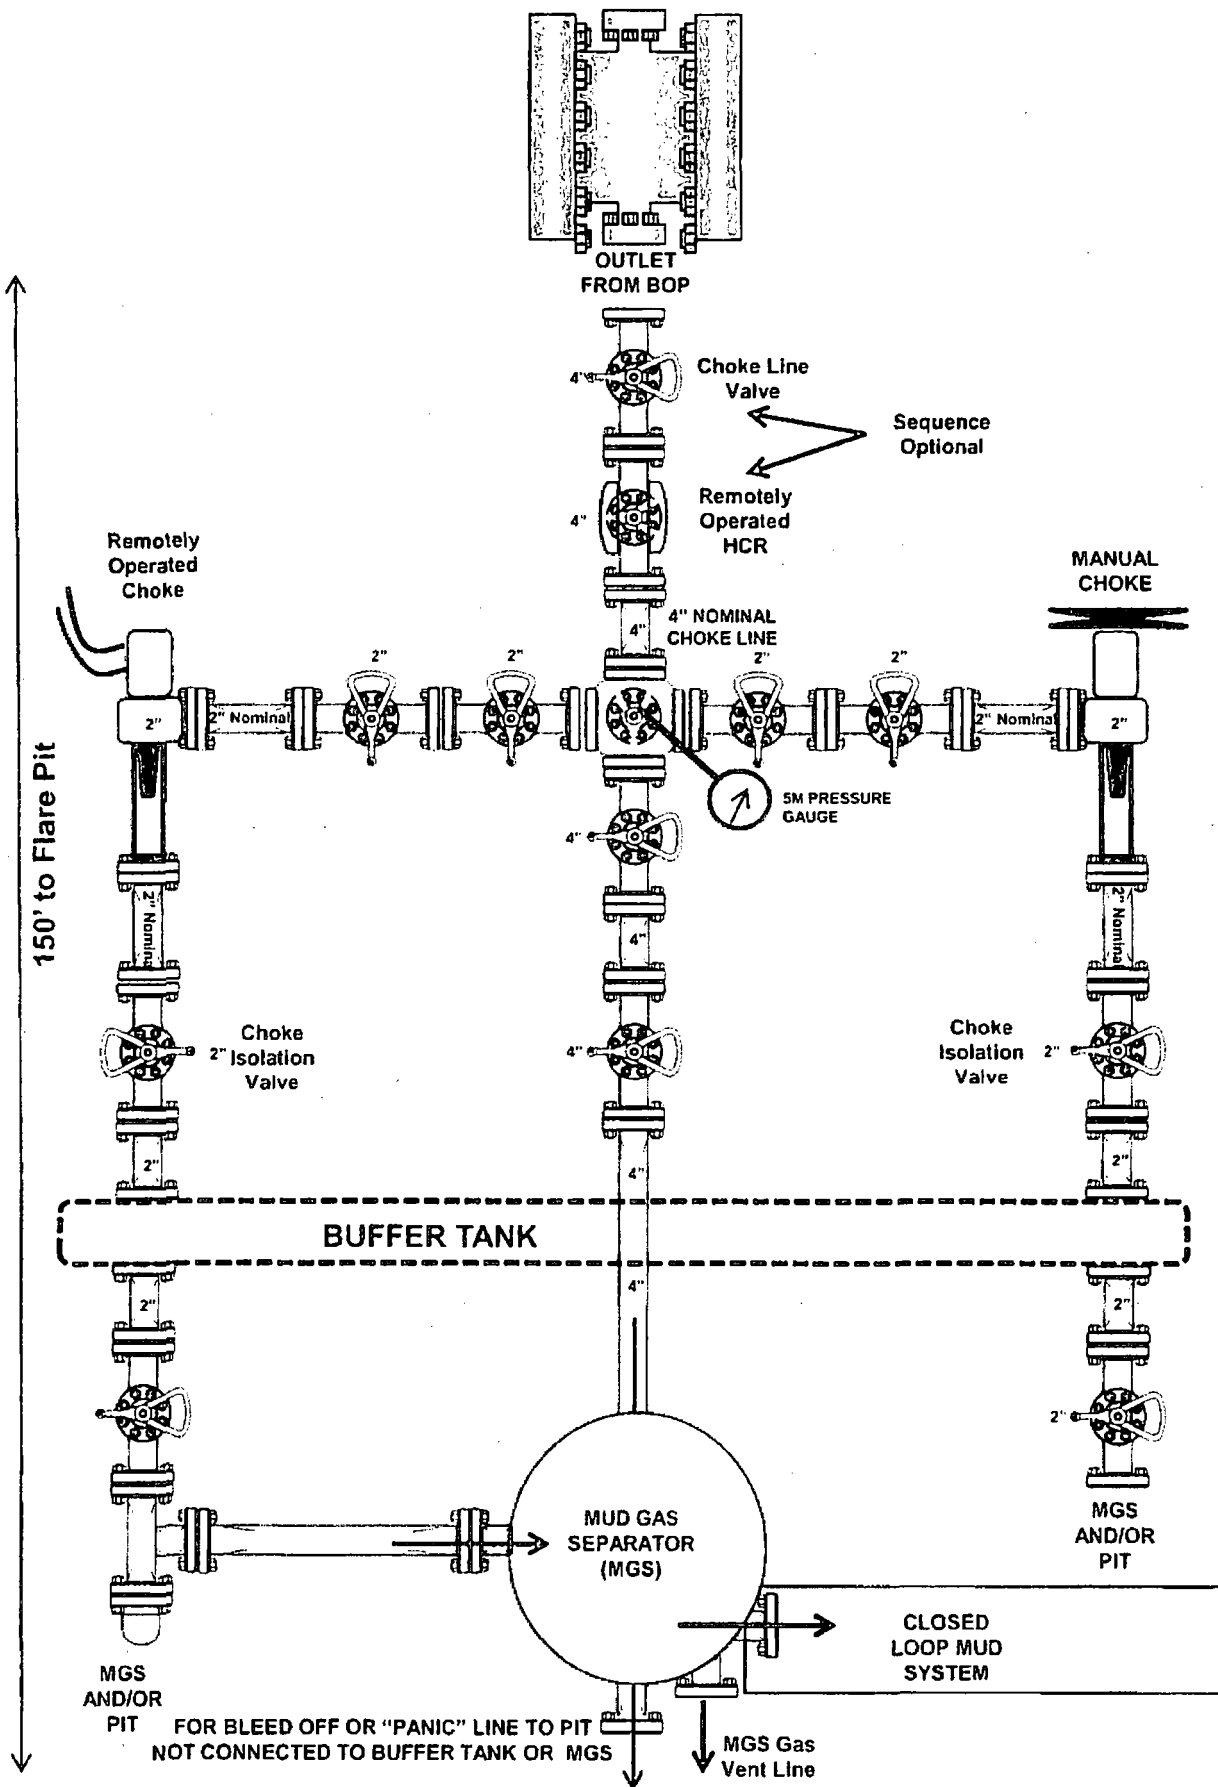 OUTLET
FROM BOP
4"
Choke Line
Valve
Sequence
Optional
4"
Remotely
Operated
HCR
Remotely
Operated
Choke
MANUAL
CHOKE
4"
4" NOMINAL
CHOKE LINE
2"
2"
2"
2"
2"
2" Nominal
2" Nominal
2"
5M PRESSURE
GAUGE
4"
150' to Flare Pit
2" Nominal
4"
2" Nominal
2"
Choke
Isolation
Valve
4"
Choke
Isolation
Valve
2"
2"
4"
2"
BUFFER TANK
2"
4"
2"
2"
MUD GAS
SEPARATOR
(MGS)
MGS
AND/OR
PIT
CLOSED
LOOP MUD
SYSTEM
MGS
AND/OR
PIT
FOR BLEED OFF OR "PANIC" LINE TO PIT
NOT CONNECTED TO BUFFER TANK OR MGS
MGS Gas
Vent Line